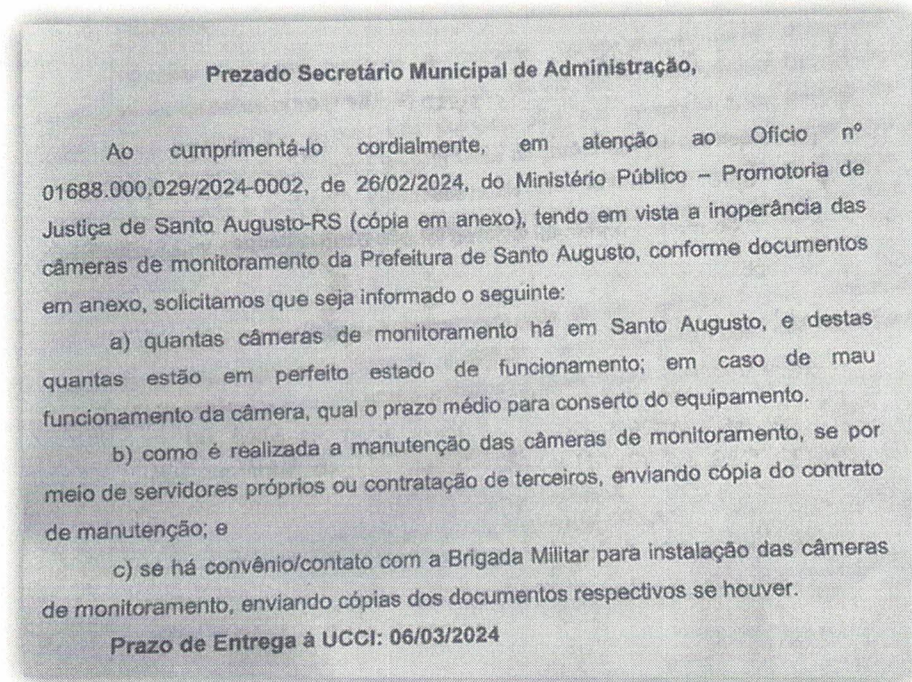 Prezado Secretário Municipal de Administração,
Ao cumprimentá-lo cordialmente, em atenção ao Ofício nº
01688.000.029/2024-0002, de 26/02/2024, do Ministério Público – Promotoria de
Justiça de Santo Augusto-RS (cópia em anexo), tendo em vista a inoperância das
câmeras de monitoramento da Prefeitura de Santo Augusto, conforme documentos
em anexo, solicitamos que seja informado o seguinte:
a) quantas câmeras de monitoramento há em Santo Augusto, e destas
quantas estão em perfeito estado de funcionamento; em caso de mau
funcionamento da câmera, qual o prazo médio para conserto do equipamento.
b) como é realizada a manutenção das câmeras de monitoramento, se por
meio de servidores próprios ou contratação de terceiros, enviando cópia do contrato
de manutenção; e
c) se há convênio/contato com a Brigada Militar para instalação das câmeras
de monitoramento, enviando cópias dos documentos respectivos se houver.
Prazo de Entrega à UCCI: 06/03/2024